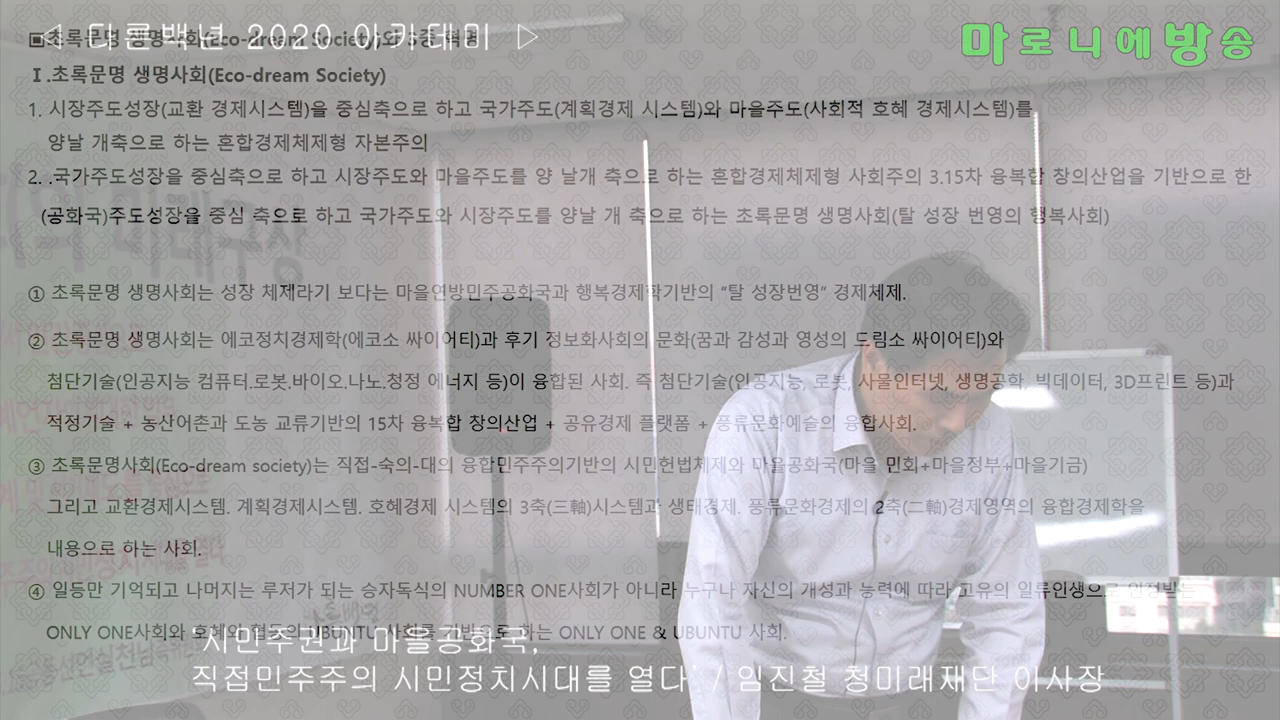 ◁ 다른백년 2020 아카데미 ▷
마로니에방송
Ⅰ.초록문명 생명사회(Eco-dream Society)
1. 시장주도성장(교환 경제시스템)을 중심축으로 하고 국가주도(계획경제 시스템)와 마을주도(사회적 호혜 경제시스템)를
양날 개축으로 하는 혼합경제체제형 자본주의
2. .국가주도성장을 중심축으로 하고 시장주도와 마을주도를 양 날개 축으로 하는 혼합경제체제형 사회주의 3.15차 융복합 창의산업을 기반으로 한
(공화국)주도성장을 중심 축으로 하고 국가주도와 시장주도를 양날 개 축으로 하는 초록문명 생명사회(탈 성장 번영의 행복사회)
① 초록문명 생명사회는 성장 체제라기 보다는 마을연방민주공화국과 행복경제학기반의 “탈 성장번영” 경제체제.
② 초록문명 생명사회는 에코정치경제학(에코소 싸이어티)과 후기 정보화사회의 문화(꿈과 감성과 영성의 드림소 싸이어티)와
첨단기술(인공지능 컴퓨터.로봇.바이오.나노.청정 에너지 등)이 융합된 사회. 즉 첨단기술(인공지능, 로봇, 사물인터넷, 생명공학, 빅데이터, 3D프린트 등)과
적정기술 + 농산어촌과 도농 교류기반의 15차 융복합 창의산업 + 공유경제 플랫폼 + 풍류문화예술의 융합사회.
③ 초록문명사회(Eco-dream society)는 직접-숙의-대의 융합민주주의기반의 시민헌법체제와 마을공화국(마을 민회+마을정부+마을기금)
그리고 교환경제시스템. 계획경제시스템. 호혜경제 시스템의 3축(三軸)시스템과 생태경제. 풍류문화경제의 2축(二軸)경제영역의 융합경제학을
내용으로 하는 사회.
④ 일등만 기억되고 나머지는 루저가 되는 승자독식의 NUMBER ONE사회가 아니라 누구나 자신의 개성과 능력에 따라 고유의 일류인생으로 인정받는
ONLY ONE사회와 호혜와 협동의 UBUNTU 사회를 기반으로 하는 ONLY ONE & UBUNTU 사회.
'시민주권과 마을공화국,
직접민주주의 시민정치시대를 열다' / 임진철 청미래재단 이사장